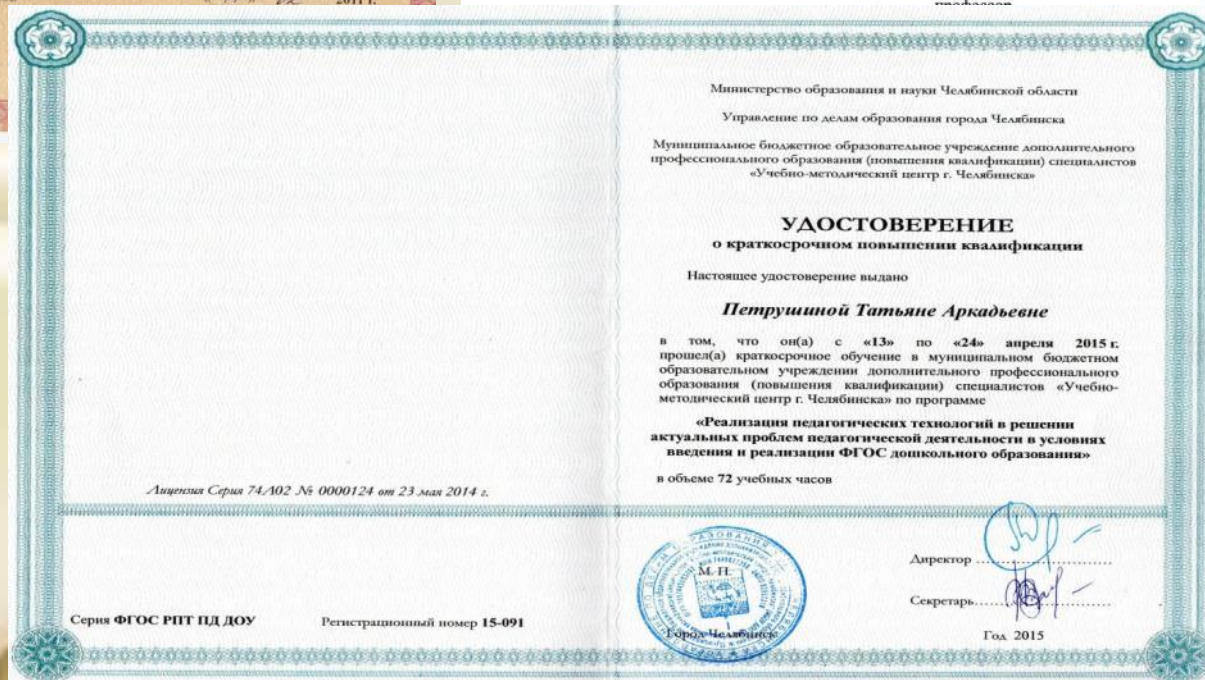 2011 г.
профессор
Министерство образования и науки Челябинской области
Управление по делам образования города Челябинска
Муниципальное бюджетное образовательное учреждение дополнительного
профессионального образования (повышения квалификации) специалистов
«Учебно-методический центр г. Челябинска»
УДОСТОВЕРЕНИЕ
о краткосрочном повышении квалификации
Настоящее удостоверение выдано
Петрушиной Татьяне Аркадьевне
в том, что он(а) с «13» по «24» апреля 2015 г.
прошел(а) краткосрочное обучение в муниципальном бюджетном
образовательном учреждении дополнительного профессионального
образования (повышения квалификации) специалистов «Учебно-
методический центр г. Челябинска» по программе
«Реализация педагогических технологий в решении
актуальных проблем педагогической деятельности в условиях
введения и реализации ФГОС дошкольного образования»
в объеме 72 учебных часов
Лицензия Серия 74Л02 № 0000124 от 23 мая 2014 г.
М. П.
Город Челябинск
Директор
Секретарь
Год 2015
Серия ФГОС РПТ ПД ДОУ
Регистрационный номер 15-091